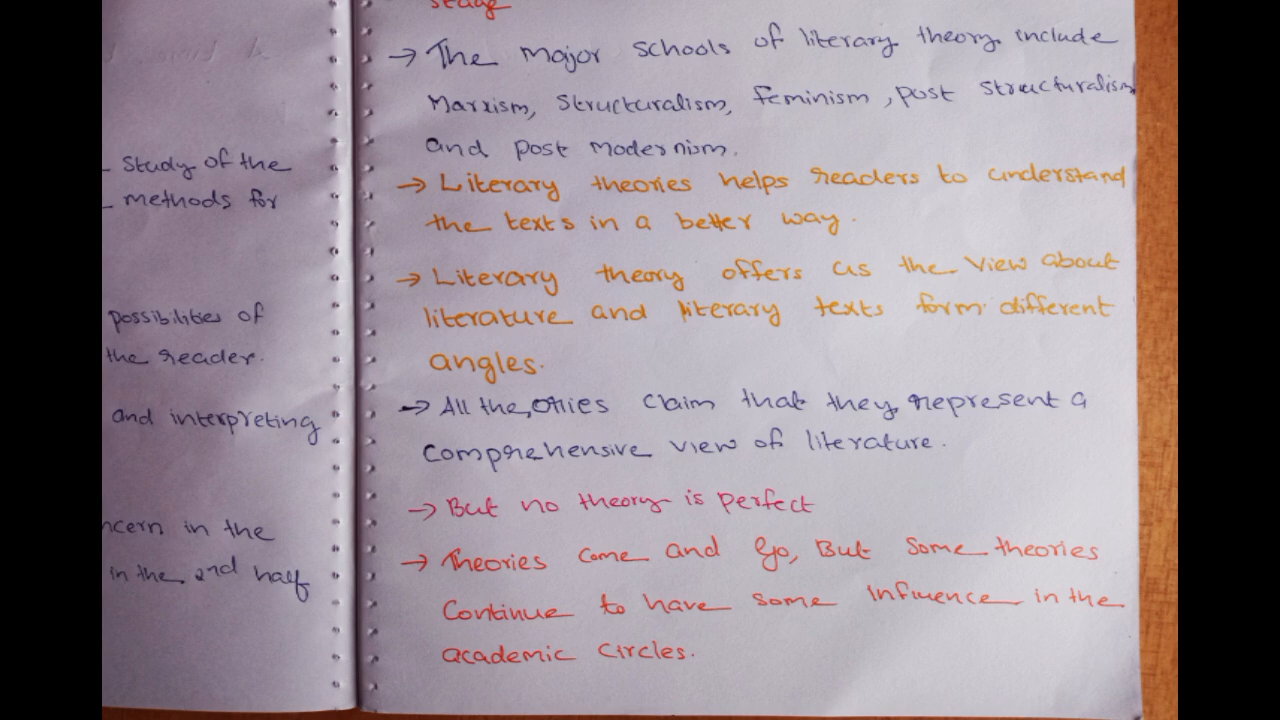 study
Study of the
methods for
possibilities of
the reader.
and interpreting
ncern in the
in the 2nd half
→ The major schools of literary theory include
Marxism, Structuralism, feminism, post structuralism
and post modernism.
→ Literary theories helps readers to understand
the texts in a better way.
→ Literary theory offers us the view about
literature and literary texts form different
angles.
→ All theories claim that they represent a
comprehensive view of literature.
→ But no theory is perfect
→ Theories come and Go, But some theories
Continue to have some influence in the
academic circles.